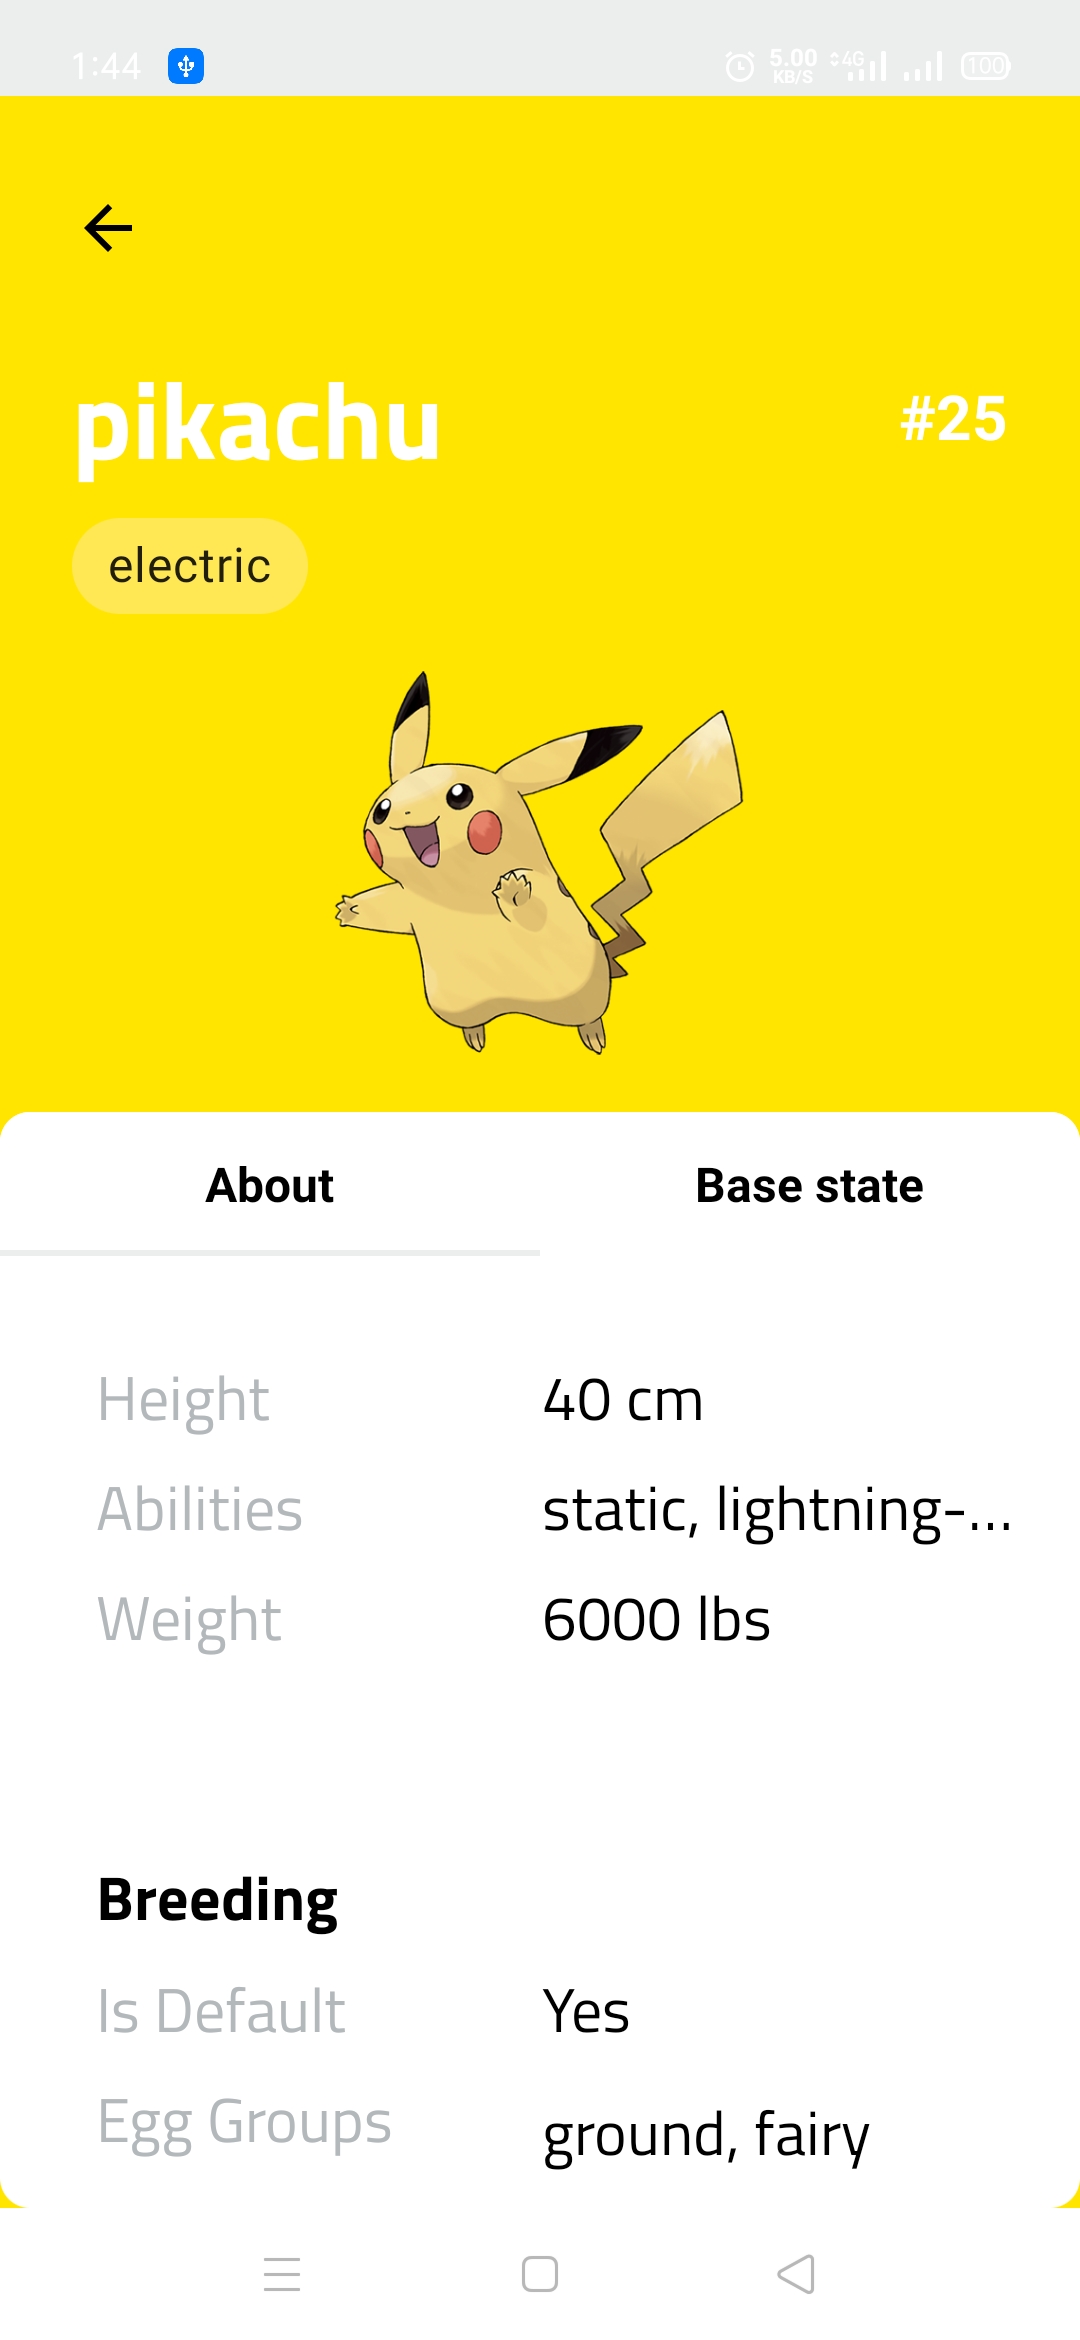 1:44 5.00 KB/S 4G 100
pikachu #25
electric
About Base state
Height 40 cm
Abilities static, lightning-...
Weight 6000 lbs
Breeding
Is Default Yes
Egg Groups ground, fairy